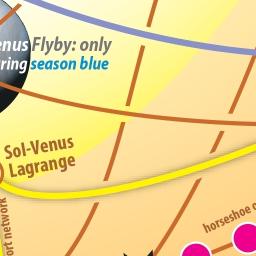 enus Flyby: only
ring season blue
Sol-Venus
Lagrange
horseshoe o
ort network